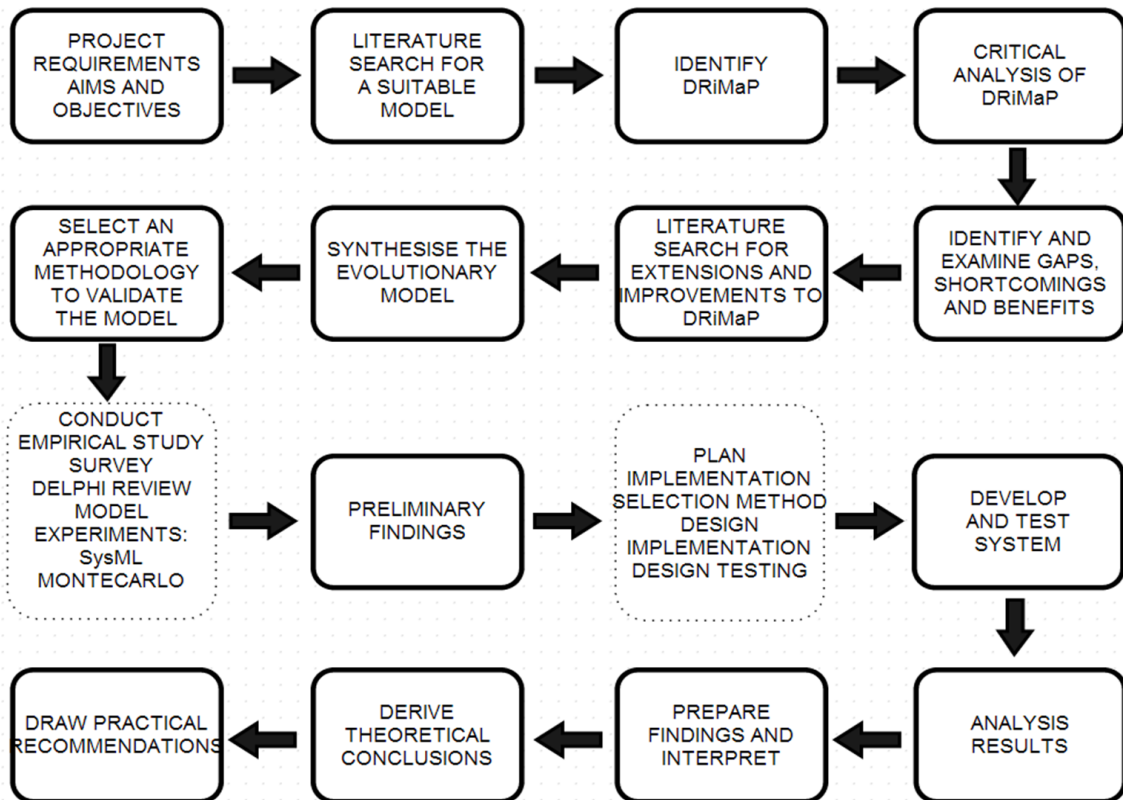 PROJECT
REQUIREMENTS
AIMS AND
OBJECTIVES
LITERATURE
SEARCH FOR
A SUITABLE
MODEL
IDENTIFY
DRiMaP
CRITICAL
ANALYSIS OF
DRiMaP
IDENTIFY AND
EXAMINE GAPS,
SHORTCOMINGS
AND BENEFITS
LITERATURE
SEARCH FOR
EXTENSIONS AND
IMPROVEMENTS TO
DRiMaP
SYNTHESISE THE
EVOLUTIONARY
MODEL
SELECT AN
APPROPRIATE
METHODOLOGY
TO VALIDATE
THE MODEL
CONDUCT
EMPIRICAL STUDY
SURVEY
DELPHI REVIEW
MODEL
EXPERIMENTS:
SysML
MONTECARLO
PRELIMINARY
FINDINGS
PLAN
IMPLEMENTATION
SELECTION METHOD
DESIGN
IMPLEMENTATION
DESIGN TESTING
DEVELOP
AND TEST
SYSTEM
ANALYSIS
RESULTS
PREPARE
FINDINGS AND
INTERPRET
DERIVE
THEORETICAL
CONCLUSIONS
DRAW PRACTICAL
RECOMMENDATIONS